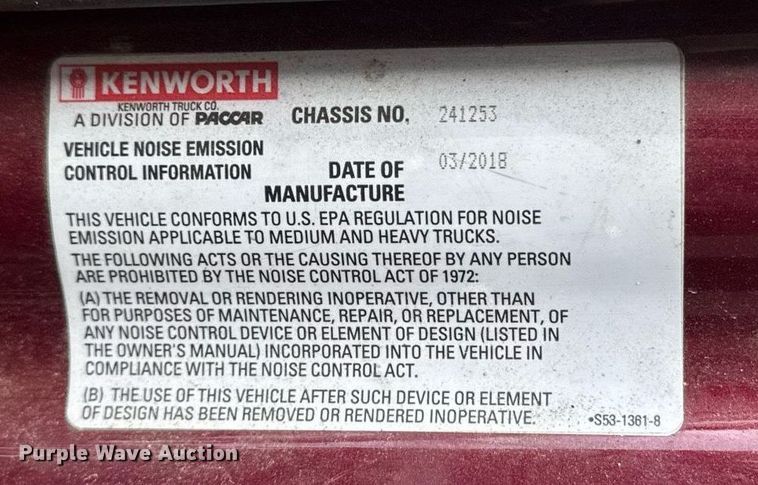 KENWORTH
KENWORTH TRUCK CO.
A DIVISION OF PACCAR
CHASSIS NO. 241253
VEHICLE NOISE EMISSION
CONTROL INFORMATION
DATE OF
MANUFACTURE
03/2018
THIS VEHICLE CONFORMS TO U.S. EPA REGULATION FOR NOISE
EMISSION APPLICABLE TO MEDIUM AND HEAVY TRUCKS.
THE FOLLOWING ACTS OR THE CAUSING THEREOF BY ANY PERSON
ARE PROHIBITED BY THE NOISE CONTROL ACT OF 1972:
(A) THE REMOVAL OR RENDERING INOPERATIVE, OTHER THAN
FOR PURPOSES OF MAINTENANCE, REPAIR, OR REPLACEMENT, OF
ANY NOISE CONTROL DEVICE OR ELEMENT OF DESIGN (LISTED IN
THE OWNER'S MANUAL) INCORPORATED INTO THE VEHICLE IN
COMPLIANCE WITH THE NOISE CONTROL ACT.
(B) THE USE OF THIS VEHICLE AFTER SUCH DEVICE OR ELEMENT
OF DESIGN HAS BEEN REMOVED OR RENDERED INOPERATIVE.
•S53-1361-8
Purple Wave Auction